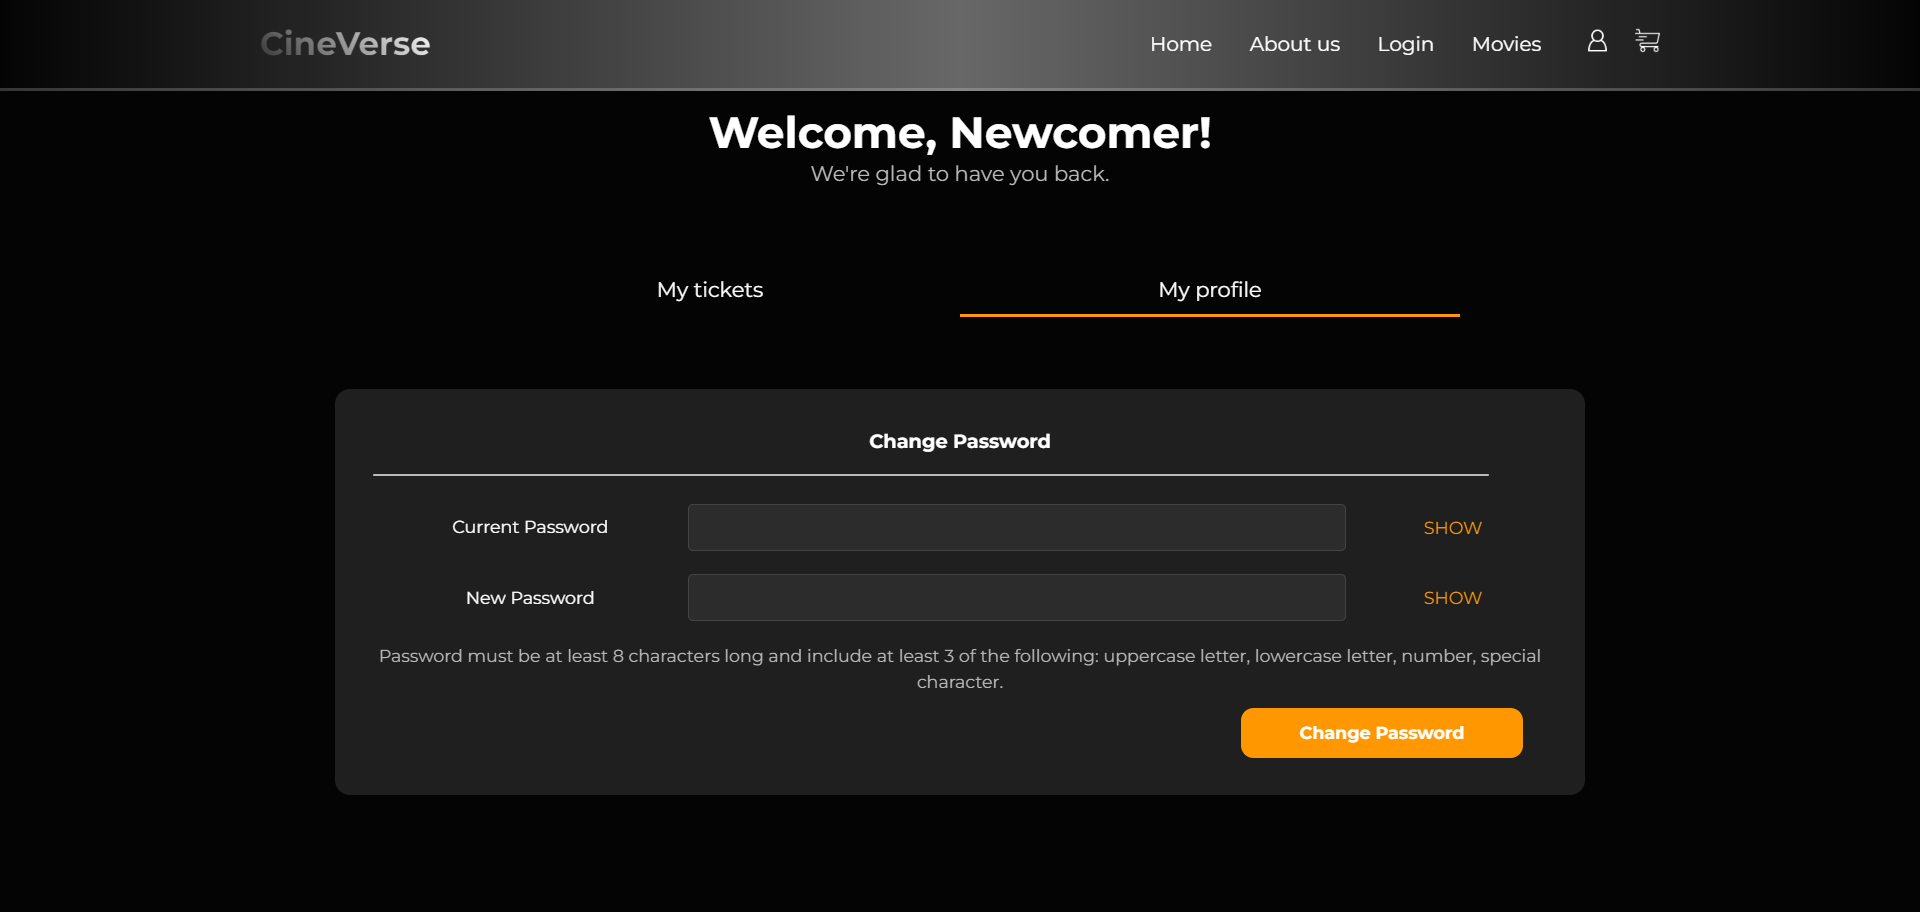 CineVerse
Home
About us
Login
Movies
Welcome, Newcomer!
We're glad to have you back.
My tickets
My profile
Change Password
Current Password
SHOW
New Password
SHOW
Password must be at least 8 characters long and include at least 3 of the following: uppercase letter, lowercase letter, number, special
character.
Change Password